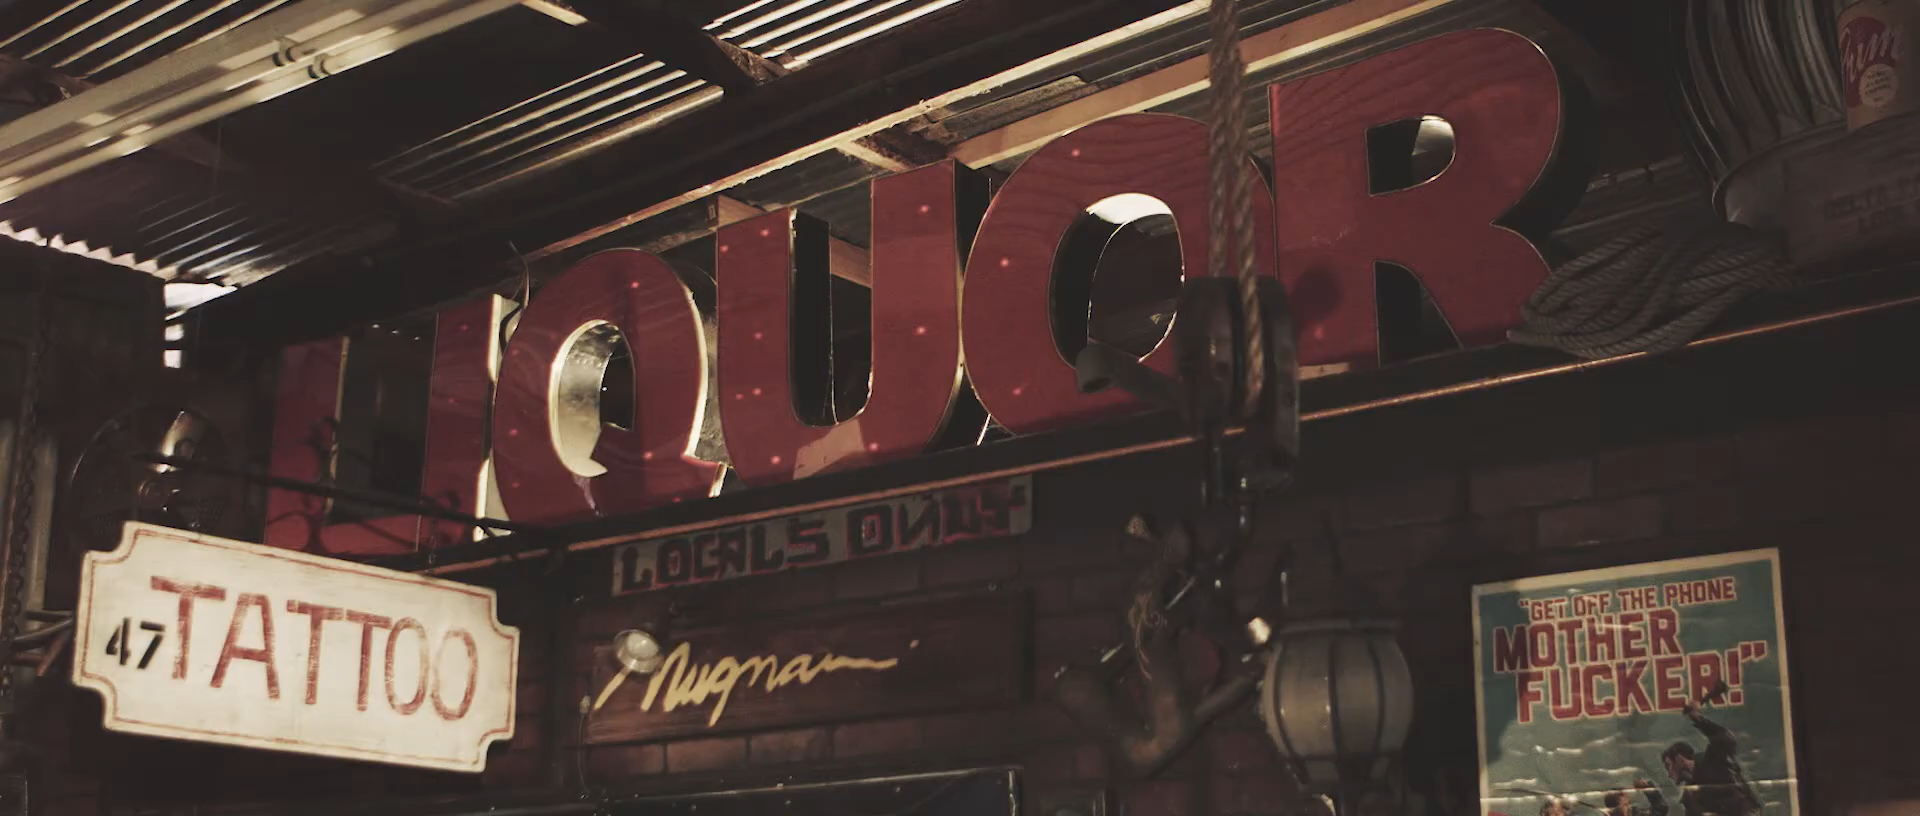 LIQUOR
LOCALS ONLY
47 TATTOO
"GET OFF THE PHONE
MOTHER
FUCKER!"